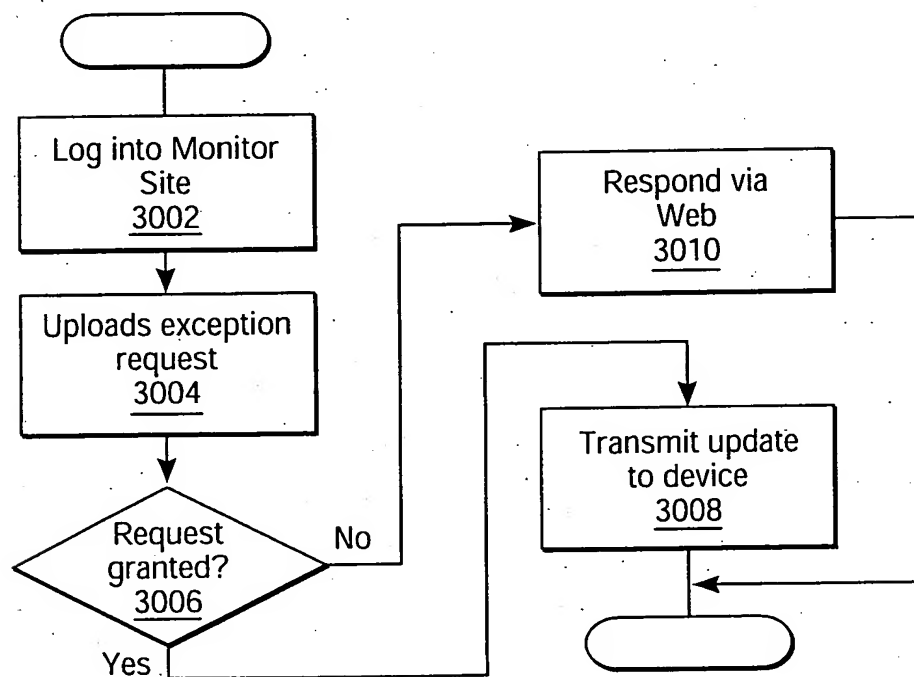 Log into Monitor
Site
3002
Uploads exception
request
3004
Request
granted?
3006
No
Yes
Respond via
Web
3010
Transmit update
to device
3008